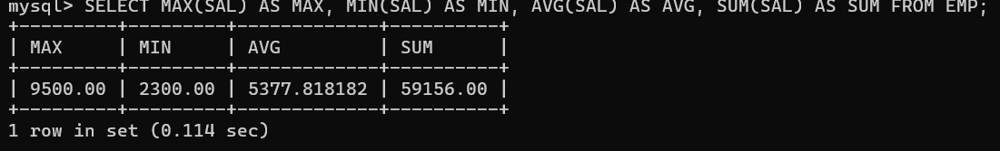 mysql> SELECT MAX(SAL) AS MAX, MIN(SAL) AS MIN, AVG(SAL) AS AVG, SUM(SAL) AS SUM FROM EMP;
+---------+---------+-------------+----------+
| MAX     | MIN     | AVG         | SUM      |
+---------+---------+-------------+----------+
| 9500.00 | 2300.00 | 5377.818182 | 59156.00 |
+---------+---------+-------------+----------+
1 row in set (0.114 sec)